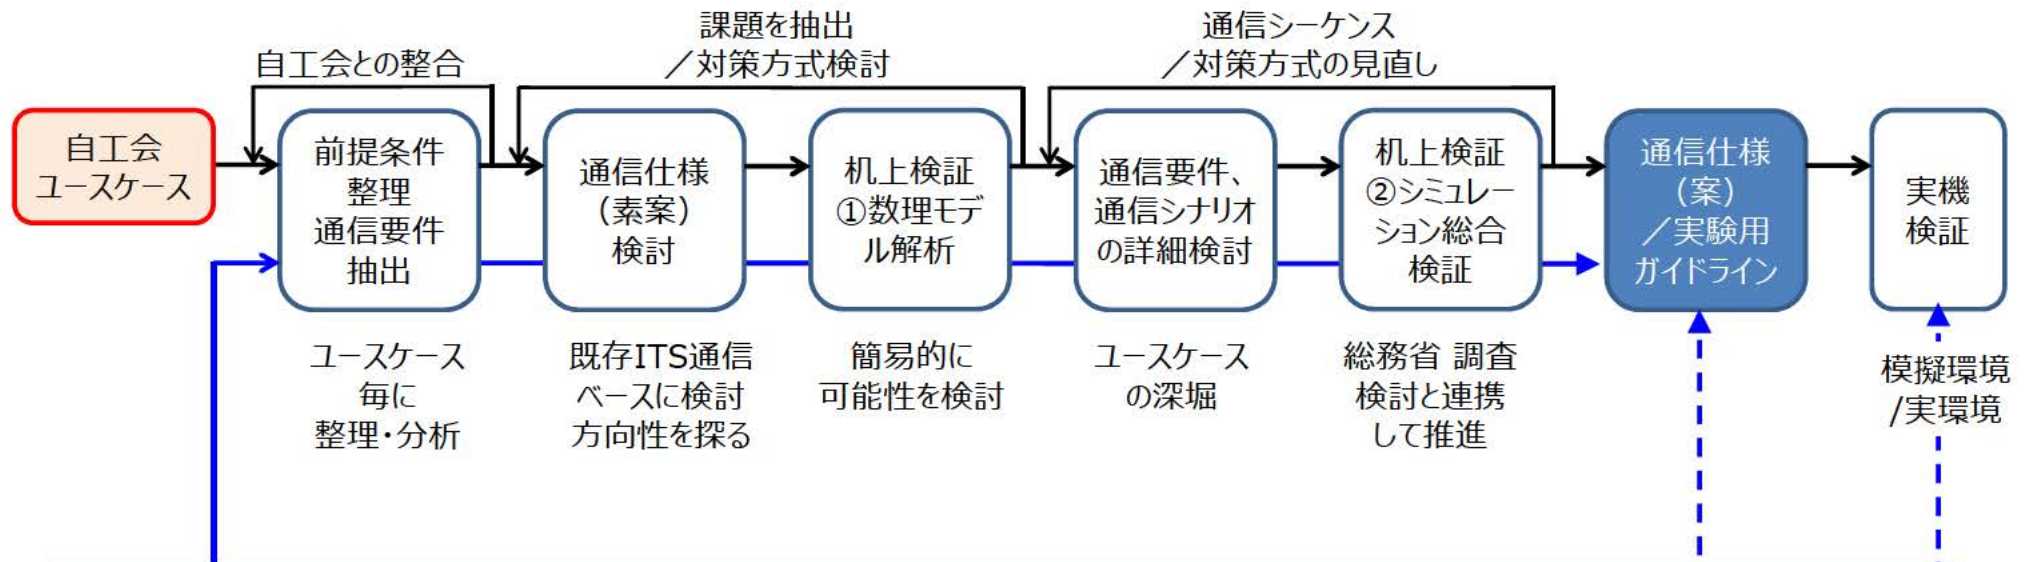 自工会との整合
課題を抽出
／対策方式検討
通信シーケンス
／対策方式の見直し
自工会
ユースケース
前提条件
整理
通信要件
抽出
通信仕様
（素案）
検討
机上検証
①数理モデ
ル解析
通信要件、
通信シナリオ
の詳細検討
机上検証
②シミュレー
ション総合
検証
通信仕様
（案）
／実験用
ガイドライン
実機
検証
ユースケース
毎に
整理・分析
既存ITS通信
ベースに検討
方向性を探る
簡易的に
可能性を検討
ユースケース
の深堀
総務省 調査
検討と連携
して推進
模擬環境
/実環境